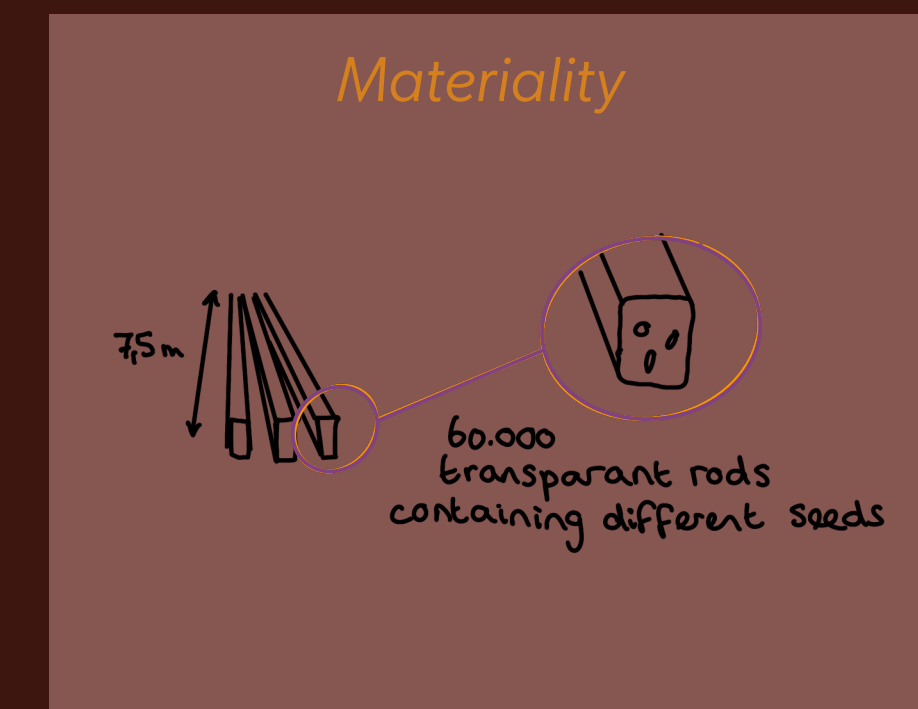 Materiality
7,5m
60.000
transparant rods
containing different seeds